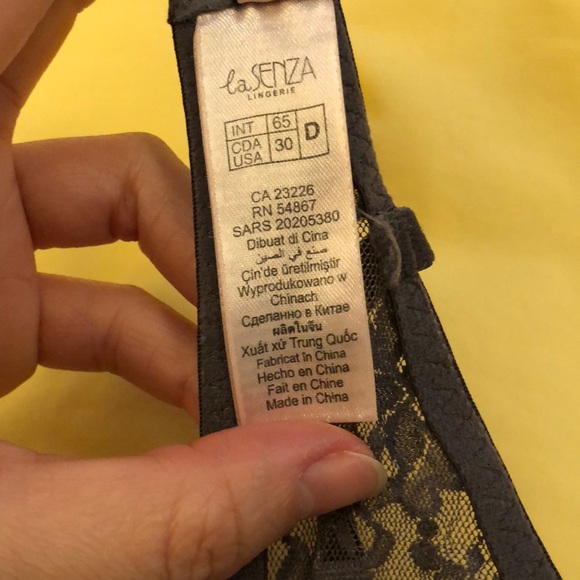 la SENZA
LINGERIE
INT 65 D
CDA USA 30
CA 23226
RN 54867
SARS 20205380
Dibuat di Cina
صنع في الصين
Çin'de üretilmiştir
Wyprodukowano w
Chinach
Сделанно в Китае
ผลิตในจีน
Xuất xứ Trung Quốc
Fabricat în China
Hecho en China
Fait en Chine
Made in China